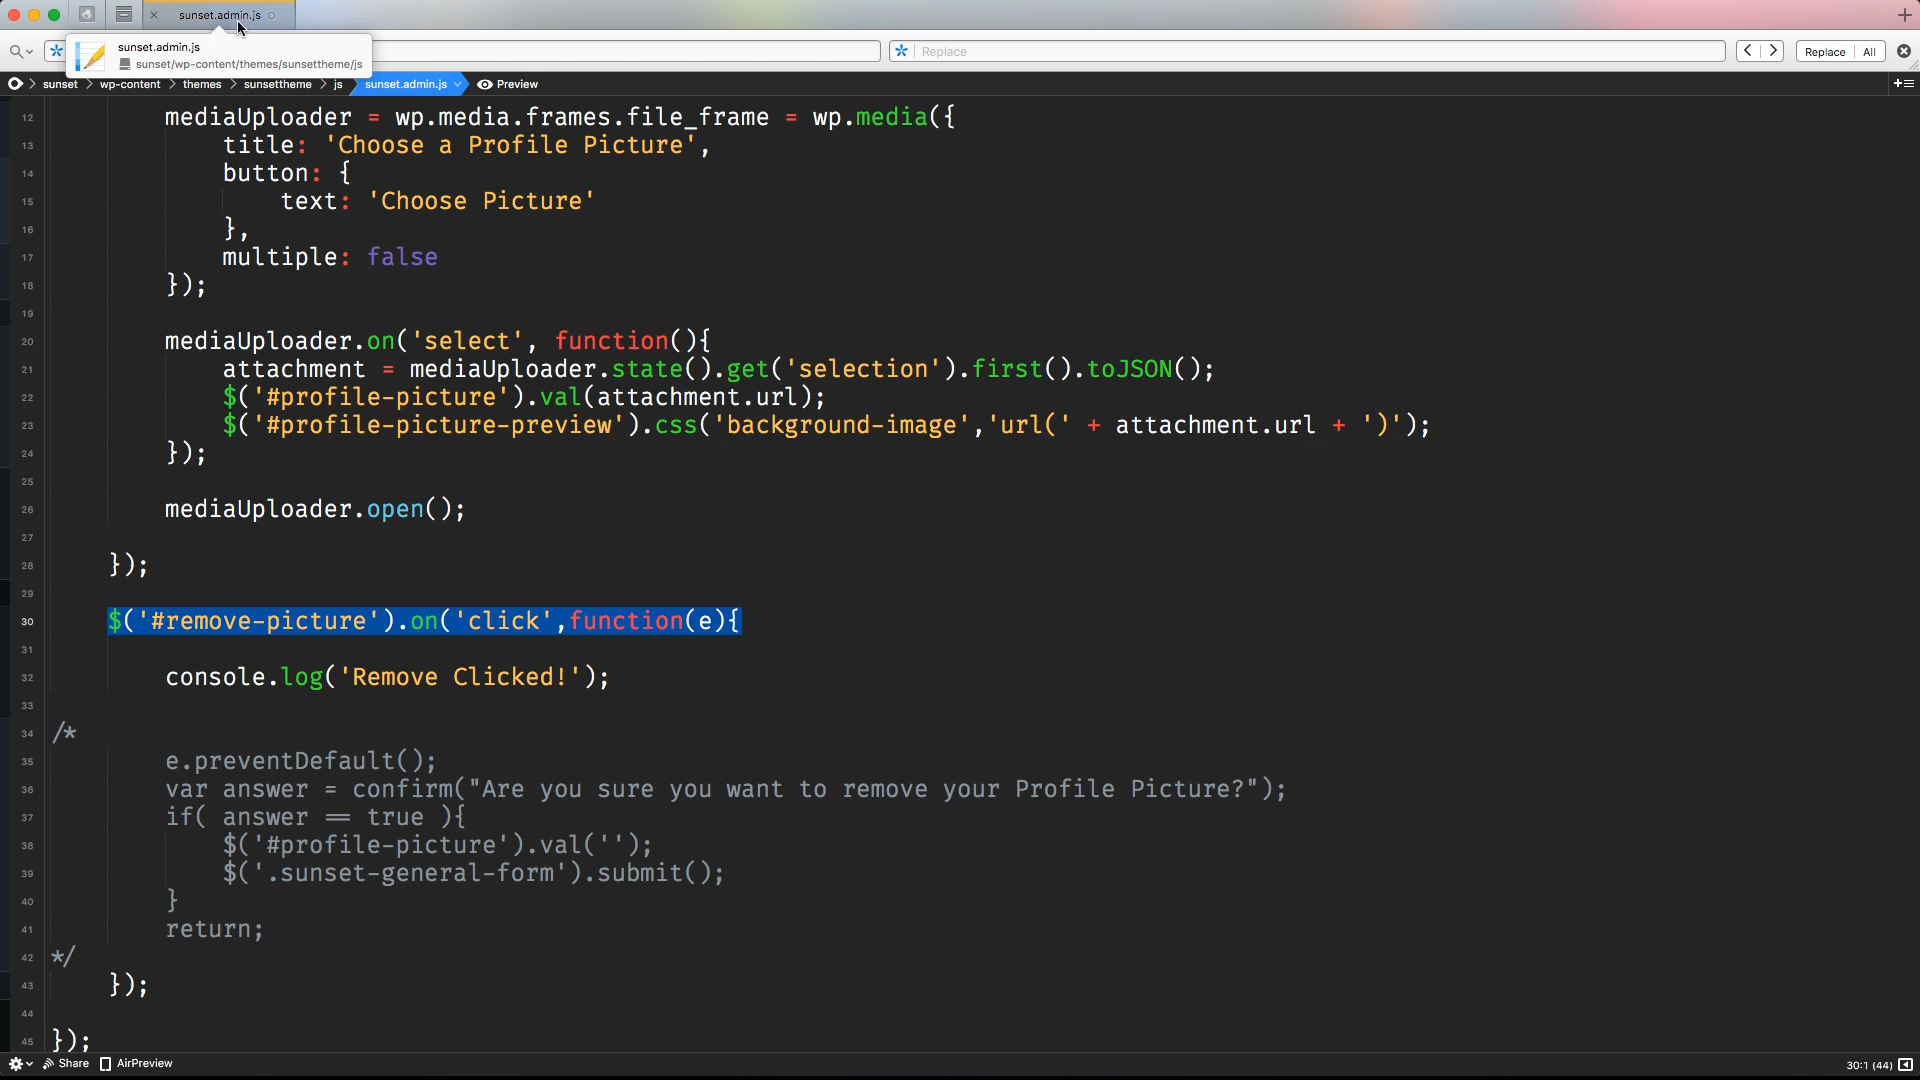 sunset.admin.js
sunset.admin.js
sunset/wp-content/themes/sunsettheme/js
Replace
Replace All
sunset wp-content themes sunsettheme js sunset.admin.js Preview
12 mediaUploader = wp.media.frames.file_frame = wp.media({
13 title: 'Choose a Profile Picture',
14 button: {
15 text: 'Choose Picture'
16 },
17 multiple: false
18 });
19
20 mediaUploader.on('select', function(){
21 attachment = mediaUploader.state().get('selection').first().toJSON();
22 $('#profile-picture').val(attachment.url);
23 $('#profile-picture-preview').css('background-image','url(' + attachment.url + ')');
24 });
25
26 mediaUploader.open();
27
28 });
29
30 $('#remove-picture').on('click',function(e){
31
32 console.log('Remove Clicked!');
33
34 /*
35 e.preventDefault();
36 var answer = confirm("Are you sure you want to remove your Profile Picture?");
37 if( answer == true ){
38 $('#profile-picture').val('');
39 $('.sunset-general-form').submit();
40 }
41 return;
42 */
43 });
44
45 });
Share AirPreview
30:1 (44)